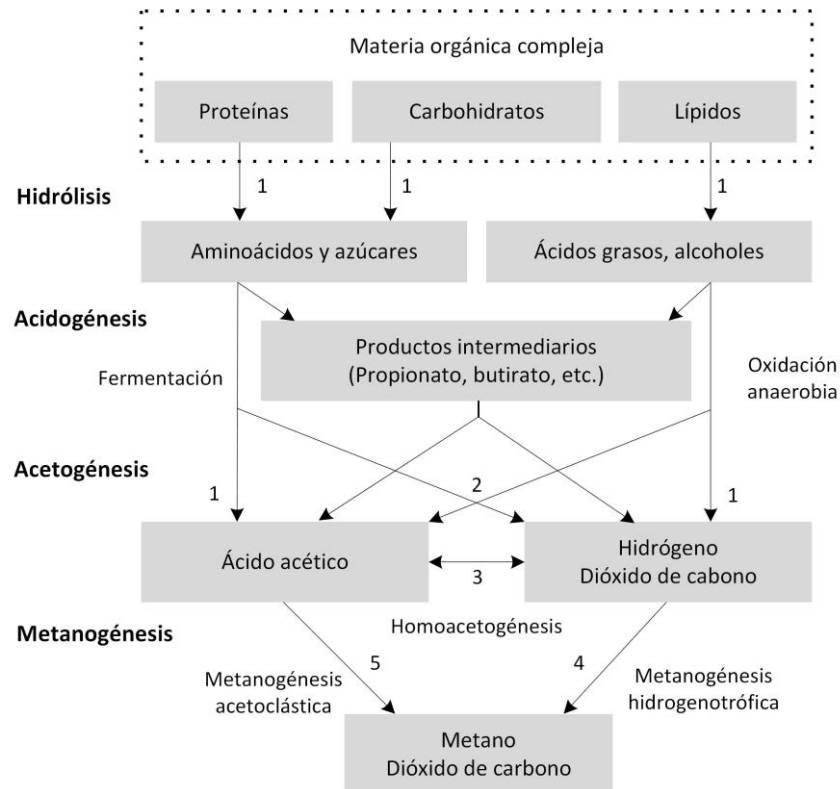 Materia orgánica compleja
Proteínas
Carbohidratos
Lípidos
1
1
1
Hidrólisis
Aminoácidos y azúcares
Ácidos grasos, alcoholes
Acidogénesis
Productos intermediarios
(Propionato, butirato, etc.)
Fermentación
Oxidación
anaerobia
Acetogénesis
1
2
1
Ácido acético
Hidrógeno
Dióxido de cabono
3
Metanogénesis
Homoacetogénesis
5
4
Metanogénesis
acetoclástica
Metanogénesis
hidrogenotrófica
Metano
Dióxido de carbono